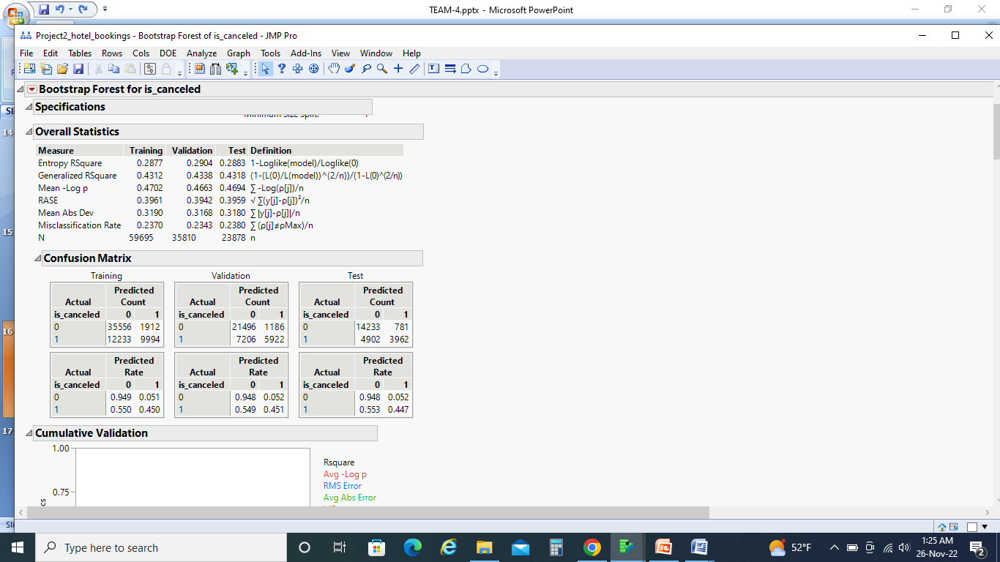 TEAM-4.pptx - Microsoft PowerPoint
Project2_hotel_bookings - Bootstrap Forest of is_canceled - JMP Pro
File Edit Tables Rows Cols DOE Analyze Graph Tools Add-Ins View Window Help
Bootstrap Forest for is_canceled
Specifications
Minimum Size Split: 7
Overall Statistics
Measure Training Validation Test Definition
Entropy RSquare 0.2877 0.2904 0.2883 1-Loglike(model)/Loglike(0)
Generalized RSquare 0.4312 0.4338 0.4318 (1-(L(0)/L(model))^(2/n))/(1-L(0)^(2/n))
Mean -Log p 0.4702 0.4663 0.4694 ∑ -Log(ρ[j])/n
RASE 0.3961 0.3942 0.3959 √ ∑(y[j]-ρ[j])²/n
Mean Abs Dev 0.3190 0.3168 0.3180 ∑ |y[j]-ρ[j]|/n
Misclassification Rate 0.2370 0.2343 0.2380 ∑ (ρ[j]≠ρMax)/n
N 59695 35810 23878 n
Confusion Matrix
Training Validation Test
Predicted Predicted Predicted
Actual Count Actual Count Actual Count
is_canceled 0 1 is_canceled 0 1 is_canceled 0 1
0 35556 1912 0 21496 1186 0 14233 781
1 12233 9994 1 7206 5922 1 4902 3962
Predicted Predicted Predicted
Actual Rate Actual Rate Actual Rate
is_canceled 0 1 is_canceled 0 1 is_canceled 0 1
0 0.949 0.051 0 0.948 0.052 0 0.948 0.052
1 0.550 0.450 1 0.549 0.451 1 0.553 0.447
Cumulative Validation
1.00
0.75
Rsquare
Avg -Log p
RMS Error
Avg Abs Error
Sli
14
15
16
17
Sli
Type here to search
52°F
1:25 AM
26-Nov-22
2